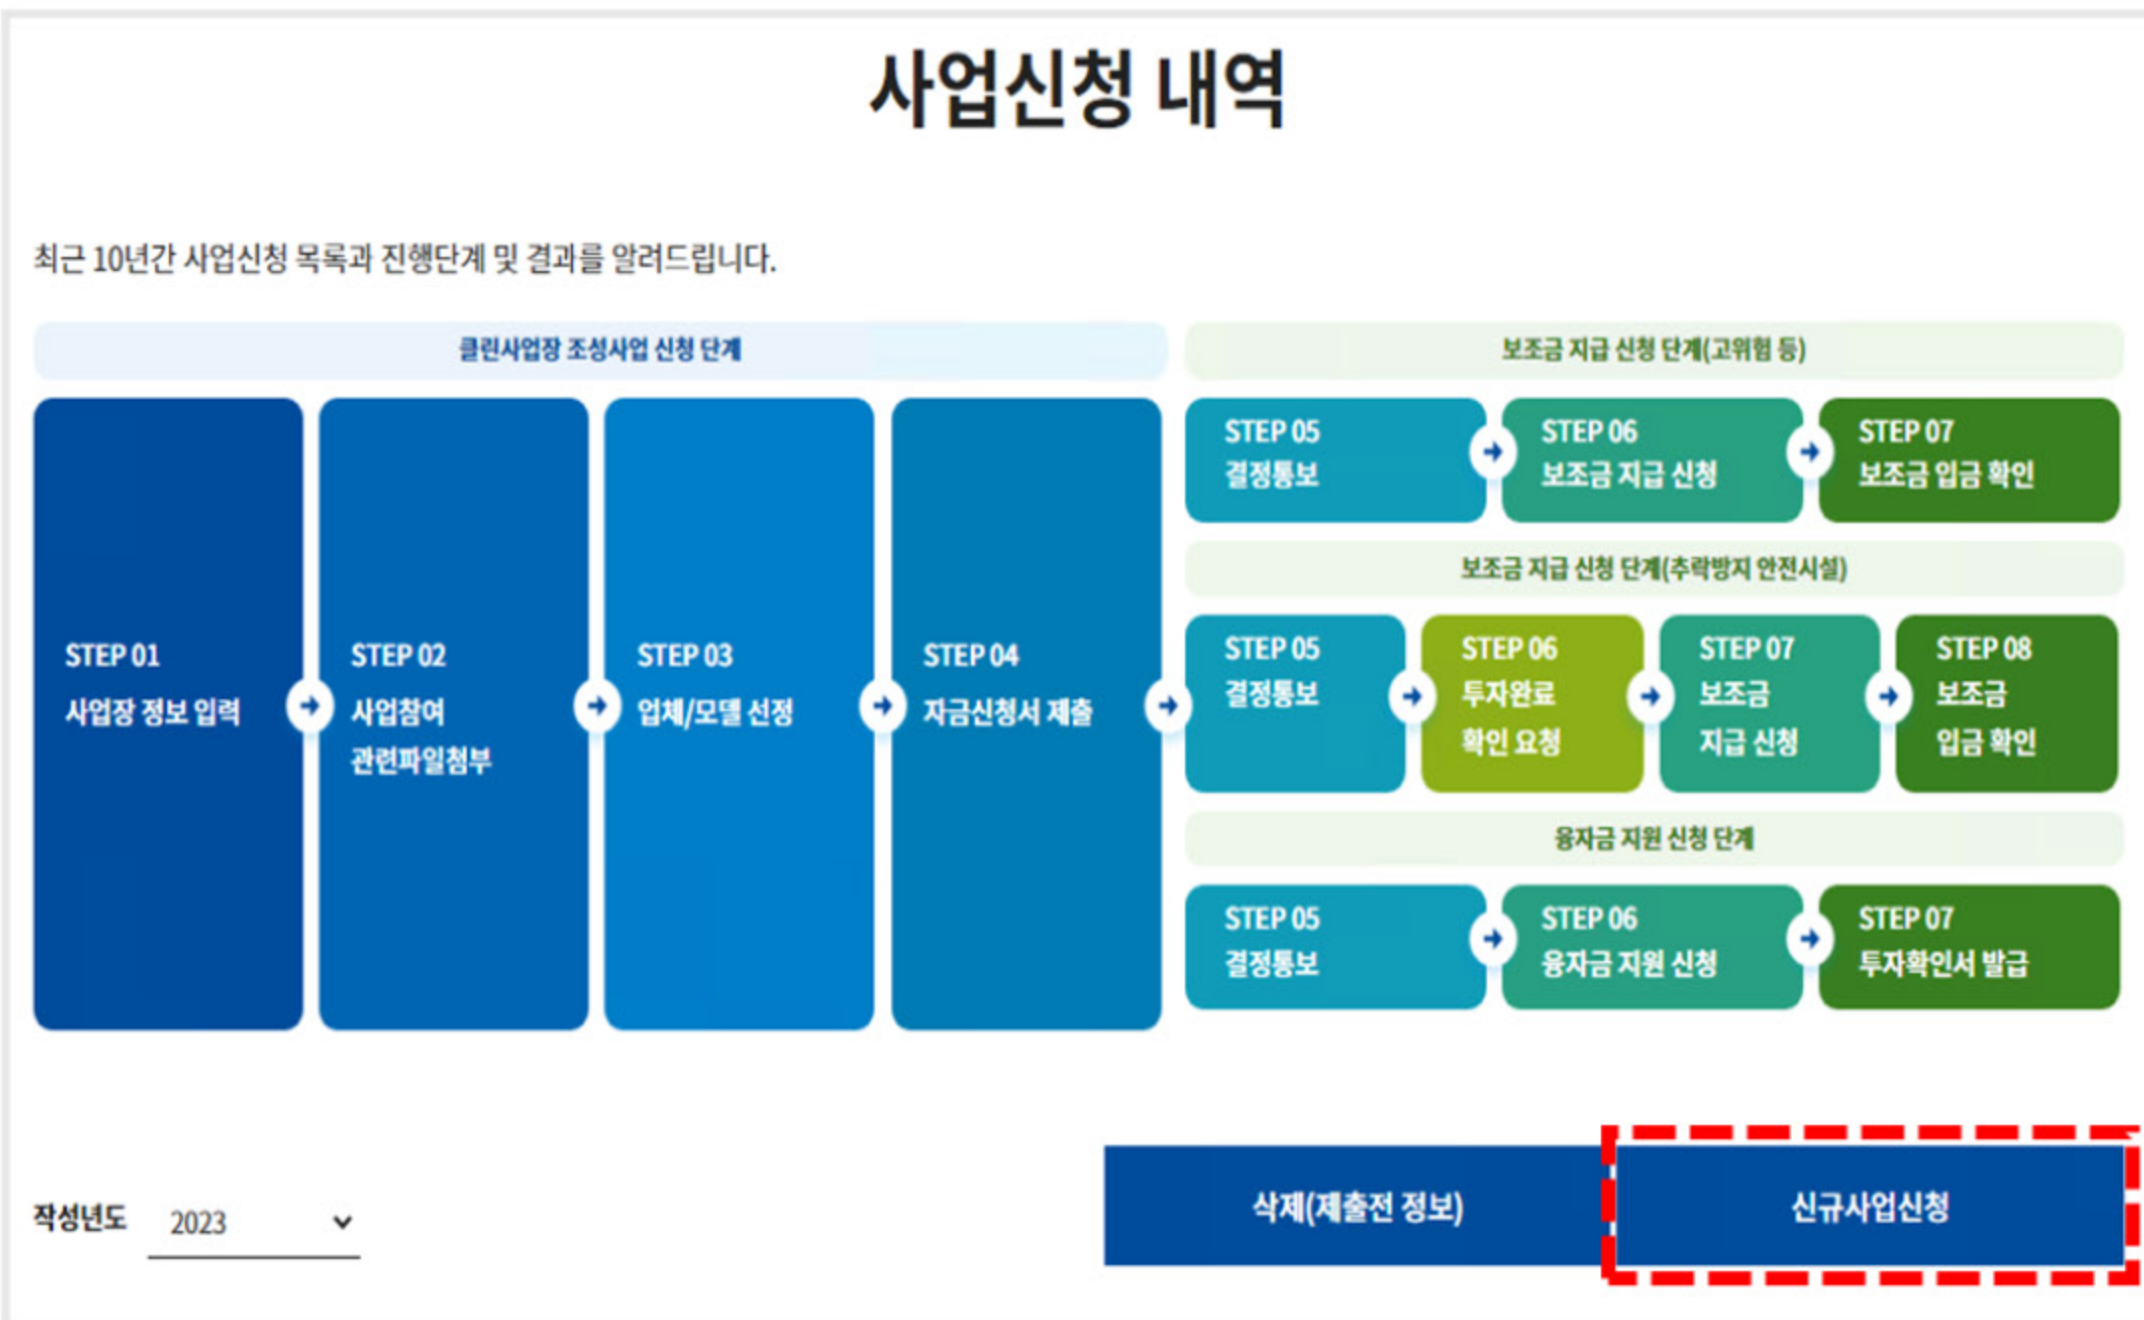 사업신청 내역
최근 10년간 사업신청 목록과 진행단계 및 결과를 알려드립니다.
클린사업장 조성사업 신청 단계
STEP 01
사업장 정보 입력
STEP 02
사업참여
관련파일첨부
STEP 03
업체/모델 선정
STEP 04
자금신청서 제출
보조금 지급 신청 단계(고위험 등)
STEP 05
결정통보
STEP 06
보조금 지급 신청
STEP 07
보조금 입금 확인
보조금 지급 신청 단계(추락방지 안전시설)
STEP 05
결정통보
STEP 06
투자완료
확인 요청
STEP 07
보조금
지급 신청
STEP 08
보조금
입금 확인
융자금 지원 신청 단계
STEP 05
결정통보
STEP 06
융자금 지원 신청
STEP 07
투자확인서 발급
작성년도 2023
삭제(제출전 정보)
신규사업신청